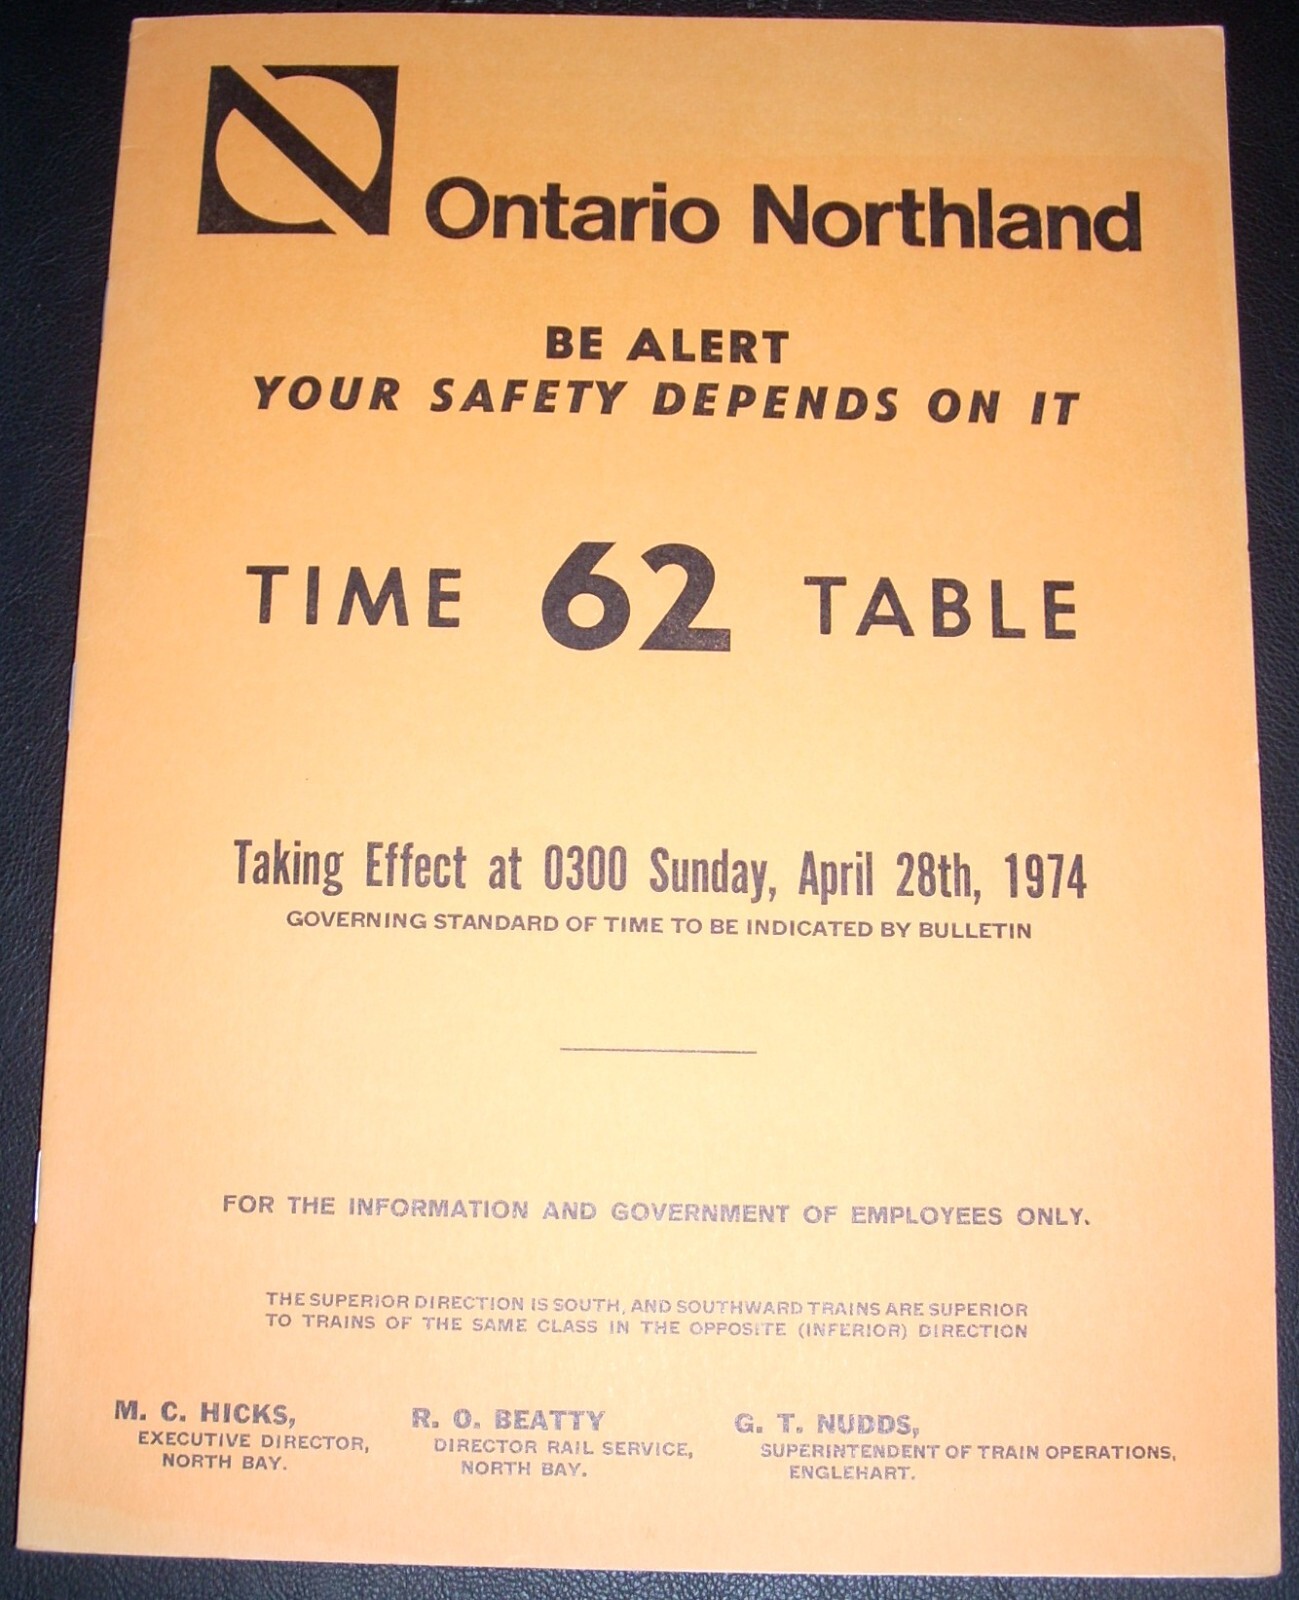 Ontario Northland
BE ALERT
YOUR SAFETY DEPENDS ON IT
TIME 62 TABLE
Taking Effect at 0300 Sunday, April 28th, 1974
GOVERNING STANDARD OF TIME TO BE INDICATED BY BULLETIN
FOR THE INFORMATION AND GOVERNMENT OF EMPLOYEES ONLY.
THE SUPERIOR DIRECTION IS SOUTH, AND SOUTHWARD TRAINS ARE SUPERIOR
TO TRAINS OF THE SAME CLASS IN THE OPPOSITE (INFERIOR) DIRECTION
M. C. HICKS,
EXECUTIVE DIRECTOR,
NORTH BAY.
R. O. BEATTY
DIRECTOR RAIL SERVICE,
NORTH BAY.
G. T. NUDDS,
SUPERINTENDENT OF TRAIN OPERATIONS,
ENGLEHART.